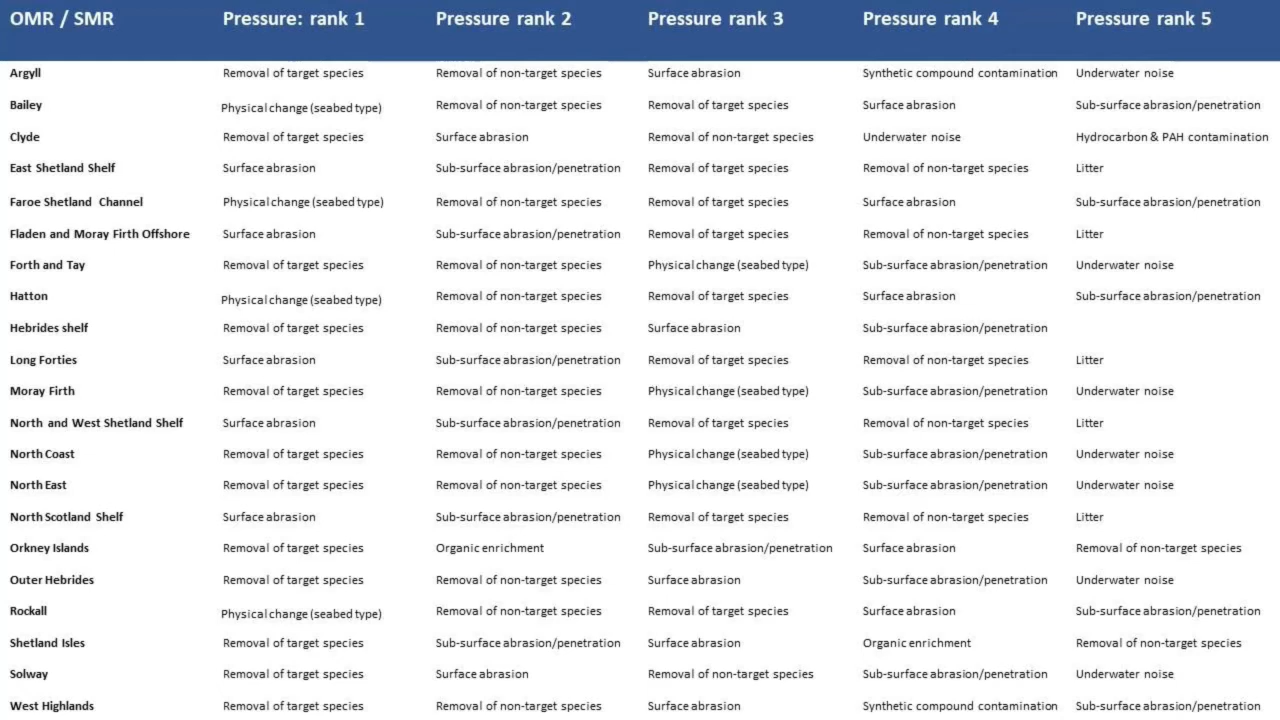 OMR / SMR Pressure: rank 1 Pressure rank 2 Pressure rank 3 Pressure rank 4 Pressure rank 5
Argyll Removal of target species Removal of non-target species Surface abrasion Synthetic compound contamination Underwater noise
Bailey Physical change (seabed type) Removal of non-target species Removal of target species Surface abrasion Sub-surface abrasion/penetration
Clyde Removal of target species Surface abrasion Removal of non-target species Underwater noise Hydrocarbon & PAH contamination
East Shetland Shelf Surface abrasion Sub-surface abrasion/penetration Removal of target species Removal of non-target species Litter
Faroe Shetland Channel Physical change (seabed type) Removal of non-target species Removal of target species Surface abrasion Sub-surface abrasion/penetration
Fladen and Moray Firth Offshore Surface abrasion Sub-surface abrasion/penetration Removal of target species Removal of non-target species Litter
Forth and Tay Removal of target species Removal of non-target species Physical change (seabed type) Sub-surface abrasion/penetration Underwater noise
Hatton Physical change (seabed type) Removal of non-target species Removal of target species Surface abrasion Sub-surface abrasion/penetration
Hebrides shelf Removal of target species Removal of non-target species Surface abrasion Sub-surface abrasion/penetration
Long Forties Surface abrasion Sub-surface abrasion/penetration Removal of target species Removal of non-target species Litter
Moray Firth Removal of target species Removal of non-target species Physical change (seabed type) Sub-surface abrasion/penetration Underwater noise
North and West Shetland Shelf Surface abrasion Sub-surface abrasion/penetration Removal of target species Removal of non-target species Litter
North Coast Removal of target species Removal of non-target species Physical change (seabed type) Sub-surface abrasion/penetration Underwater noise
North East Removal of target species Removal of non-target species Physical change (seabed type) Sub-surface abrasion/penetration Underwater noise
North Scotland Shelf Surface abrasion Sub-surface abrasion/penetration Removal of target species Removal of non-target species Litter
Orkney Islands Removal of target species Organic enrichment Sub-surface abrasion/penetration Surface abrasion Removal of non-target species
Outer Hebrides Removal of target species Removal of non-target species Surface abrasion Sub-surface abrasion/penetration Underwater noise
Rockall Physical change (seabed type) Removal of non-target species Removal of target species Surface abrasion Sub-surface abrasion/penetration
Shetland Isles Removal of target species Sub-surface abrasion/penetration Surface abrasion Organic enrichment Removal of non-target species
Solway Removal of target species Surface abrasion Removal of non-target species Sub-surface abrasion/penetration Underwater noise
West Highlands Removal of target species Removal of non-target species Surface abrasion Synthetic compound contamination Sub-surface abrasion/penetration